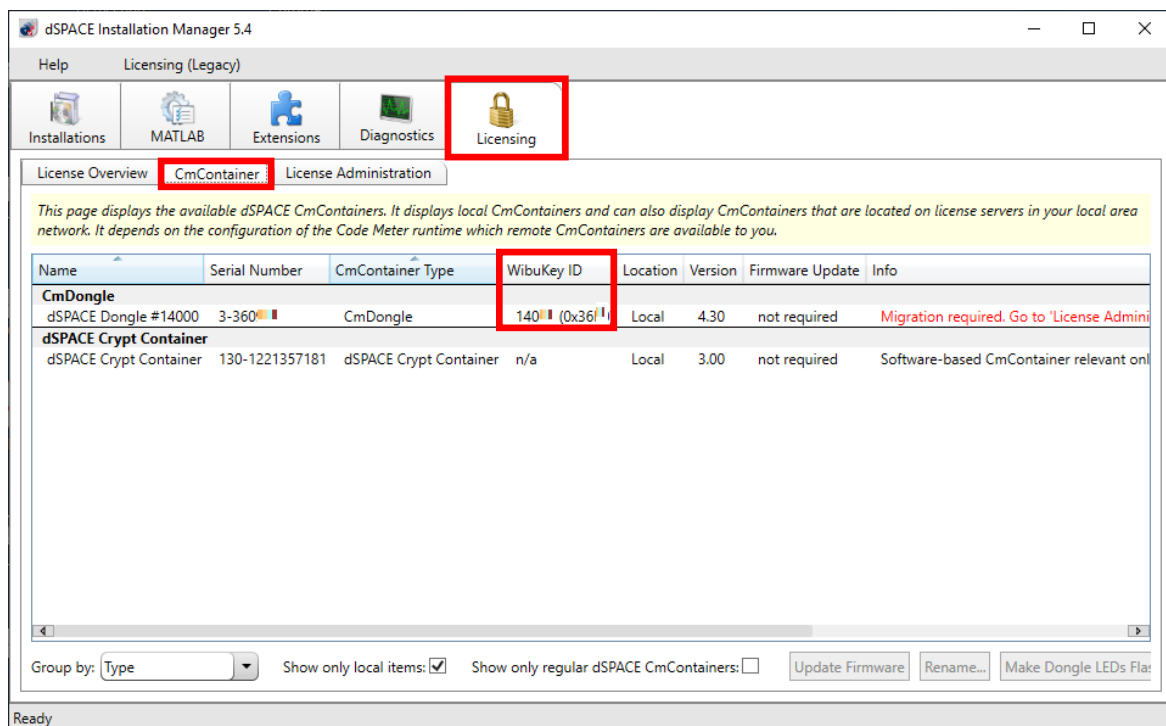 dSPACE Installation Manager 5.4
Help Licensing (Legacy)
Installations MATLAB Extensions Diagnostics Licensing
License Overview CmContainer License Administration
This page displays the available dSPACE CmContainers. It displays local CmContainers and can also display CmContainers that are located on license servers in your local area
network. It depends on the configuration of the Code Meter runtime which remote CmContainers are available to you.
Name Serial Number CmContainer Type WibuKey ID Location Version Firmware Update Info
CmDongle
dSPACE Dongle #14000 3-360 CmDongle 140 (0x36 Local 4.30 not required Migration required. Go to 'License Admini
dSPACE Crypt Container
dSPACE Crypt Container 130-1221357181 dSPACE Crypt Container n/a Local 3.00 not required Software-based CmContainer relevant onl
Group by: Type Show only local items: Show only regular dSPACE CmContainers: Update Firmware Rename... Make Dongle LEDs Flas
Ready